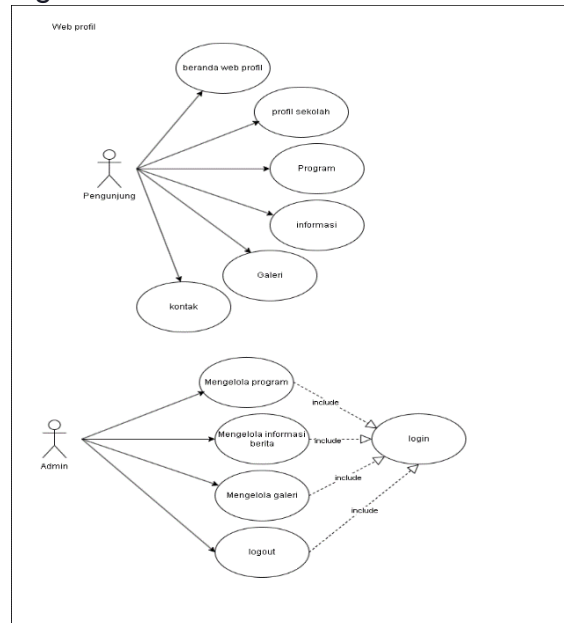 Web profil
beranda web profil
profil sekolah
Program
Pengunjung
informasi
Galeri
kontak
Mengelola program
include
Mengelola informasi
berita
Include
login
Admin
Mengelola galeri
include
include
logout